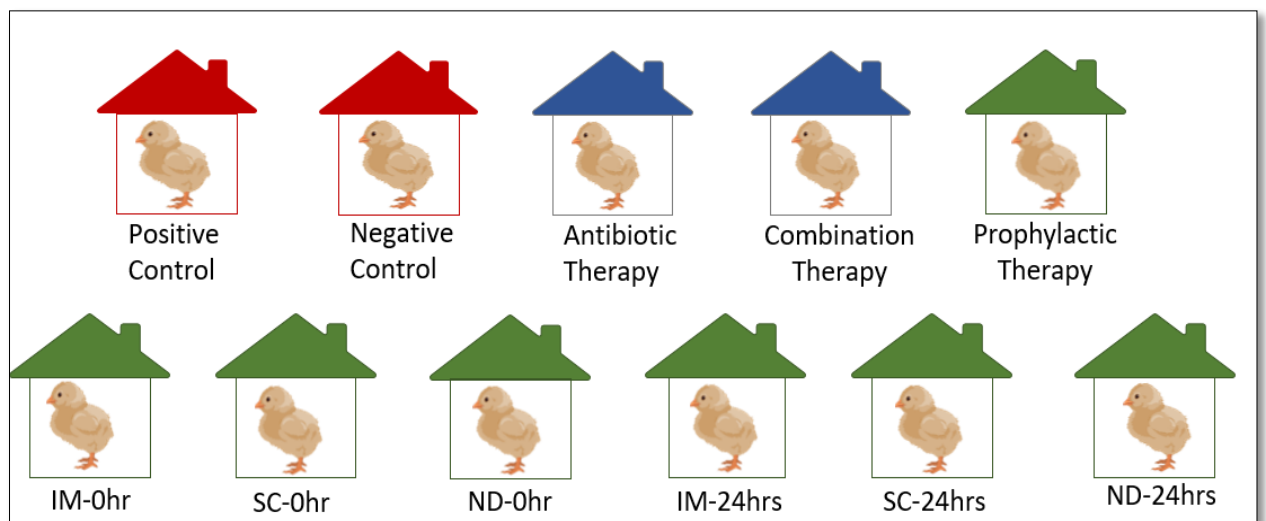 Positive
Control
Negative
Control
Antibiotic
Therapy
Combination
Therapy
Prophylactic
Therapy
IM-0hr
SC-0hr
ND-0hr
IM-24hrs
SC-24hrs
ND-24hrs